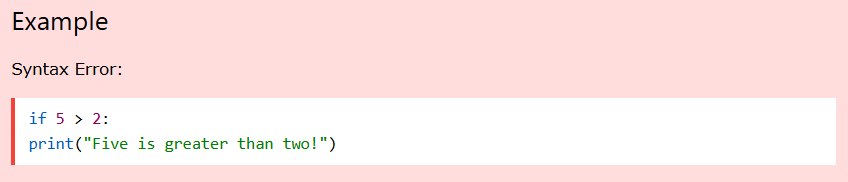 Example
Syntax Error:
if 5 > 2:
print("Five is greater than two!")